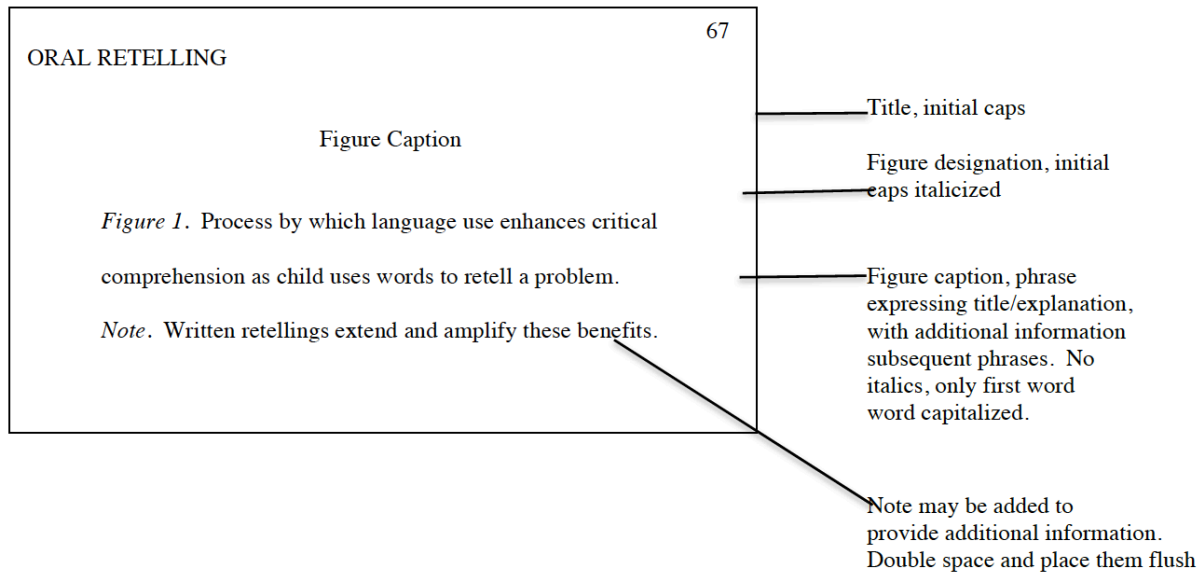 67
ORAL RETELLING
Figure Caption
Figure 1. Process by which language use enhances critical
comprehension as child uses words to retell a problem.
Note. Written retellings extend and amplify these benefits.
Title, initial caps
Figure designation, initial
caps italicized
Figure caption, phrase
expressing title/explanation,
with additional information
subsequent phrases. No
italics, only first word
word capitalized.
Note may be added to
provide additional information.
Double space and place them flush